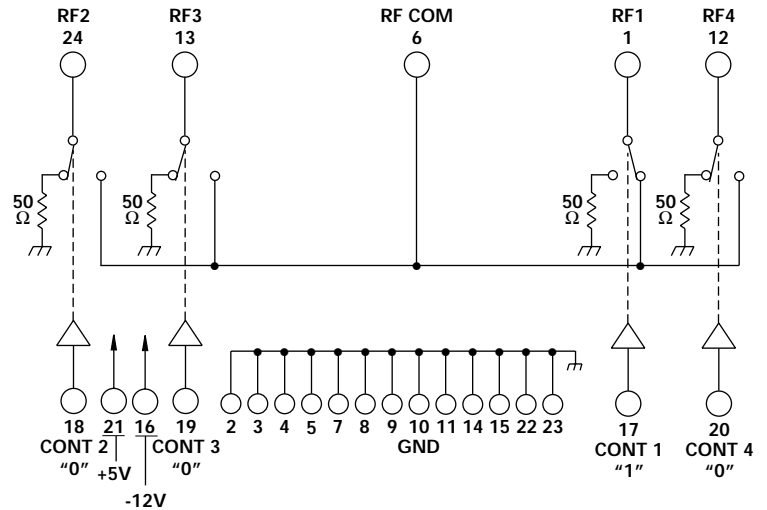 RF2 RF3 RF COM RF1 RF4
24 13 6 1 12
50 50 50 50
Ω Ω Ω Ω
18 21 16 19 2 3 4 5 7 8 9 10 11 14 15 22 23 17 20
CONT 2 CONT 3 GND CONT 1 CONT 4
“0” +5V “0” “1” “0”
-12V